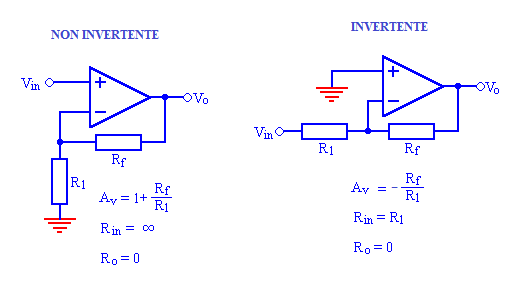 NON INVERTENTE
Vin
+
−
Vo
Rf
R1
Av = 1+ Rf
R1
Rin = ∞
Ro = 0
INVERTENTE
+
−
Vo
Vin
R1
Rf
Av = - Rf
R1
Rin = R1
Ro = 0